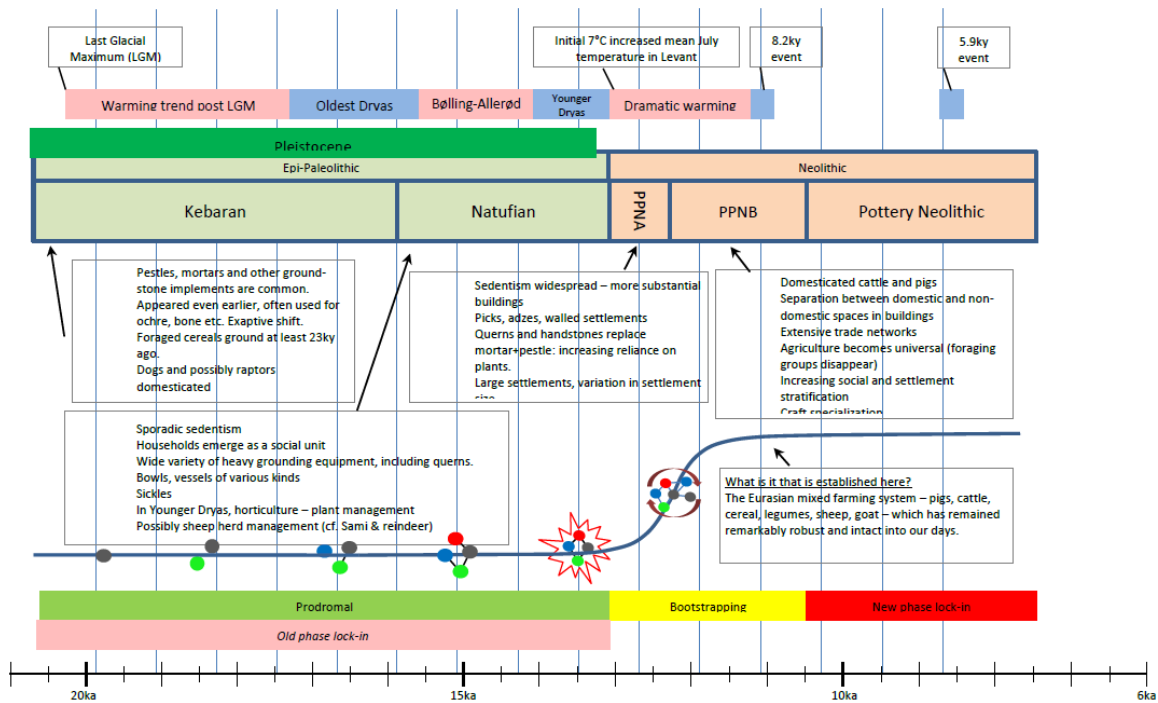 Last Glacial
Maximum (LGM)
Initial 7°C increased mean July
temperature in Levant
8.2ky
event
5.9ky
event
Warming trend post LGM
Oldest Dryas
Bølling-Allerød
Younger
Dryas
Dramatic warming
Pleistocene
Epi-Paleolithic
Neolithic
Kebaran
Natufian
PPNA
PPNB
Pottery Neolithic
Pestles, mortars and other ground-
stone implements are common.
Appeared even earlier, often used for
ochre, bone etc. Exaptive shift.
Foraged cereals ground at least 23ky
ago.
Dogs and possibly raptors
domesticated
Sedentism widespread – more substantial
buildings
Picks, adzes, walled settlements
Querns and handstones replace
mortar+pestle: increasing reliance on
plants.
Large settlements, variation in settlement
size
Domesticated cattle and pigs
Separation between domestic and non-
domestic spaces in buildings
Extensive trade networks
Agriculture becomes universal (foraging
groups disappear)
Increasing social and settlement
stratification
Craft specialization
Sporadic sedentism
Households emerge as a social unit
Wide variety of heavy grounding equipment, including querns.
Bowls, vessels of various kinds
Sickles
In Younger Dryas, horticulture – plant management
Possibly sheep herd management (cf. Sami & reindeer)
What is it that is established here?
The Eurasian mixed farming system – pigs, cattle,
cereal, legumes, sheep, goat – which has remained
remarkably robust and intact into our days.
Prodromal
Bootstrapping
New phase lock-in
Old phase lock-in
20ka
15ka
10ka
6ka